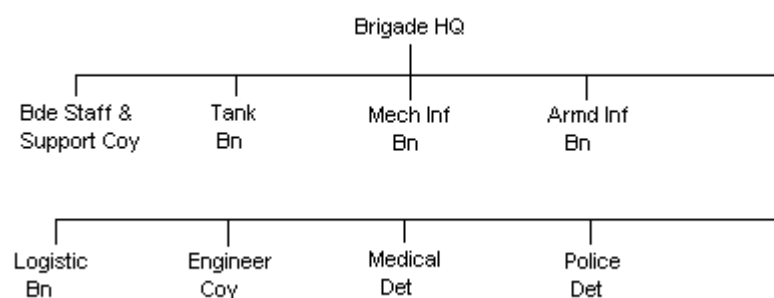 Brigade HQ
Bde Staff & Tank Mech Inf Armd Inf
Support Coy Bn Bn Bn
Logistic Engineer Medical Police
Bn Coy Det Det